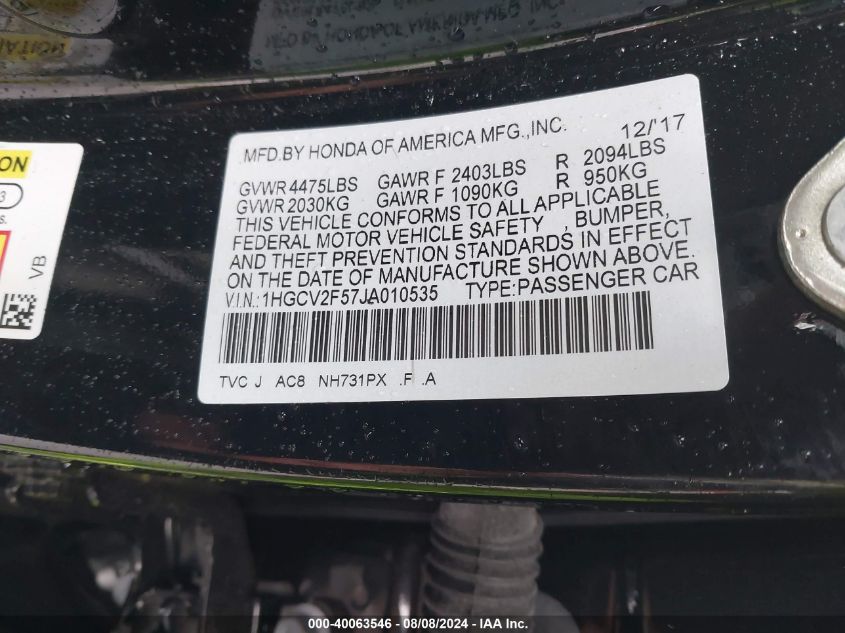 MFD.BY HONDA OF AMERICA MFG.,INC. 12/'17
GVWR 4475LBS GAWR F 2403LBS R 2094LBS
GVWR 2030KG GAWR F 1090KG R 950KG
THIS VEHICLE CONFORMS TO ALL APPLICABLE
FEDERAL MOTOR VEHICLE SAFETY , BUMPER,
AND THEFT PREVENTION STANDARDS IN EFFECT
ON THE DATE OF MANUFACTURE SHOWN ABOVE.
V.I.N.: 1HGCV2F57JA010535 TYPE:PASSENGER CAR
TVC J AC8 NH731PX .F .A
ON
3
s.
VB
000-40063546 - 08/08/2024 - IAA Inc.